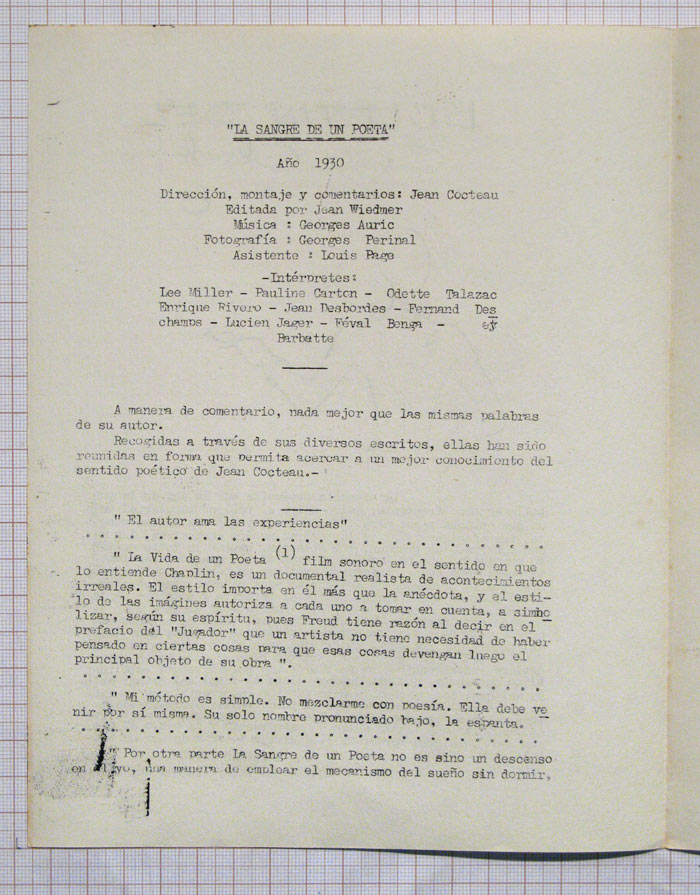 "LA SANGRE DE UN POETA"
Año 1930
Dirección, montaje y comentarios: Jean Cocteau
Editada por Jean Wiedmer
Música : Georges Auric
Fotografía : Georges Perinal
Asistente : Louis Page
-Intérpretes:
Lee Miller - Pauline Carton - Odette Talazac
Enrique Rivero - Jean Desbordes - Fernand Des
champs - Lucien Jager - Féval Benga - ey
Barbatte
A manera de comentario, nada mejor que las mismas palabras
de su autor.
Recogidas a través de sus diversos escritos, ellas han sido
reunidas en forma que permita acercar a un mejor conocimiento del
sentido poético de Jean Cocteau.-
" El autor ama las experiencias"
" La Vida de un Poeta (1) film sonoro en el sentido en que
lo entiende Chaplin, es un documental realista de acontecimientos
irreales. El estilo importa en él más que la anécdota, y el esti-
lo de las imágines autoriza a cada uno a tomar en cuenta, a simbo
lizar, según su espíritu, pues Freud tiene razón al decir en el
prefacio del "Jugador" que un artista no tiene necesidad de haber
pensado en ciertas cosas para que esas cosas devengan luego el
principal objeto de su obra ".
" Mi método es simple. No mezclarme con poesía. Ella debe ve
nir por sí misma. Su solo nombre pronunciado bajo, la espanta.
" Por otra parte La Sangre de un Poeta no es sino un descenso
en yo, una manera de emplear el mecanismo del sueño sin dormir,